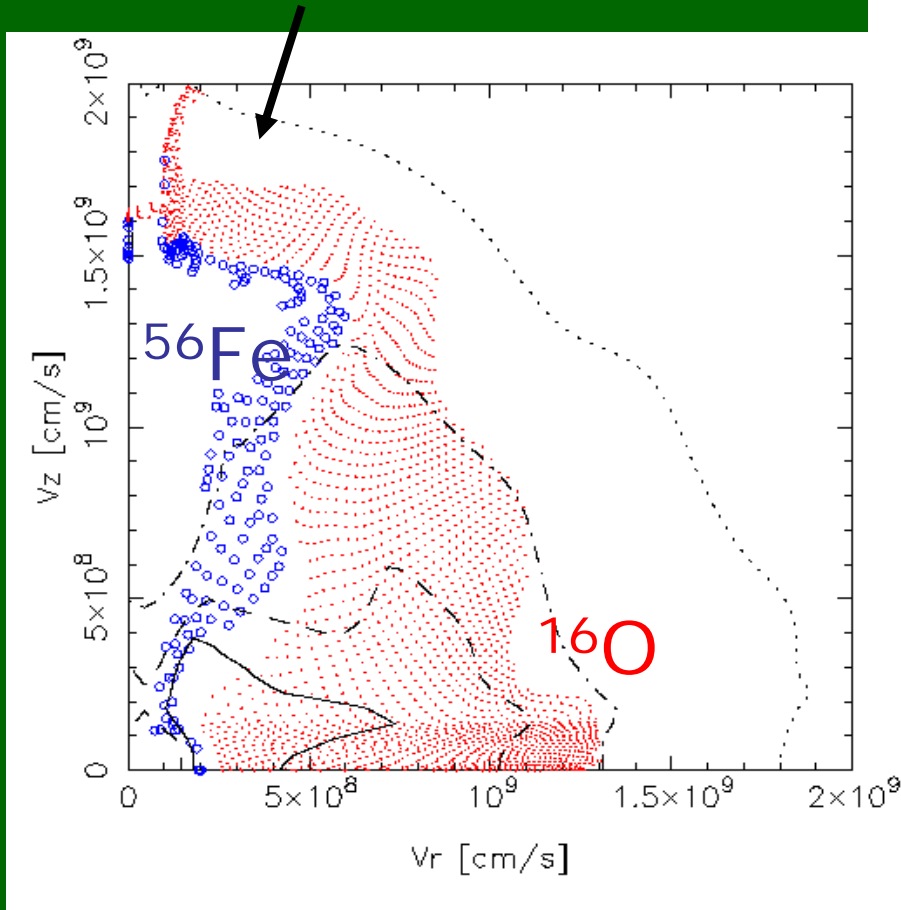 2×10⁹
1.5×10⁹
10⁹
5×10⁸
0
Vz [cm/s]
⁵⁶Fe
¹⁶O
0
5×10⁸
10⁹
1.5×10⁹
2×10⁹
Vr [cm/s]